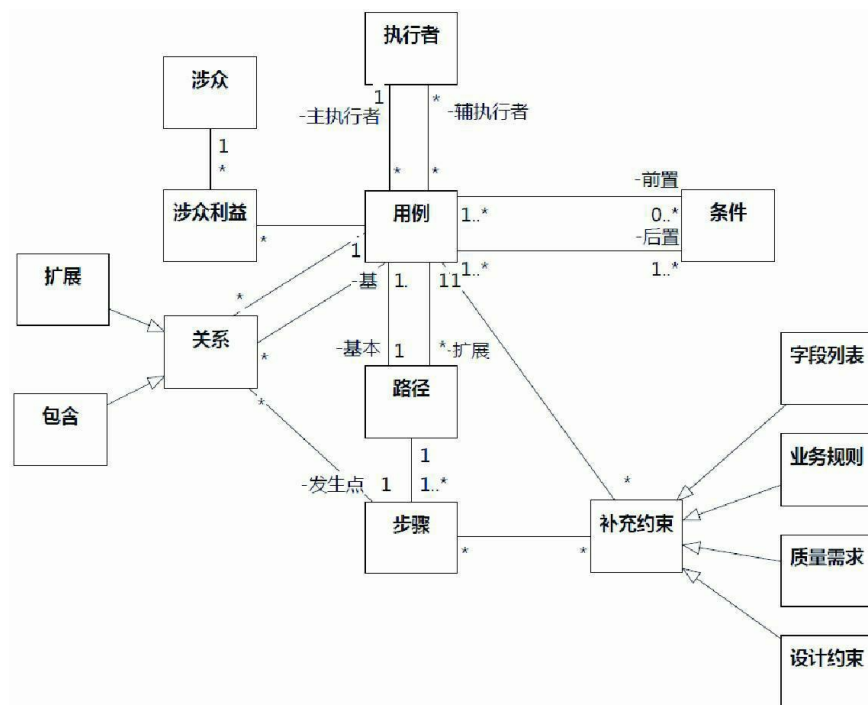 执行者
涉众
1
*
-主执行者
-辅执行者
1
*
*
*
-前置
涉众利益
用例
1..*
0..*
条件
*
-后置
1
1..*
1..*
扩展
-基
1.
11
*
关系
*
-基本
1
*
-扩展
字段列表
包含
路径
*
1
业务规则
-发生点
1
1..*
*
步骤
补充约束
*
*
质量需求
设计约束